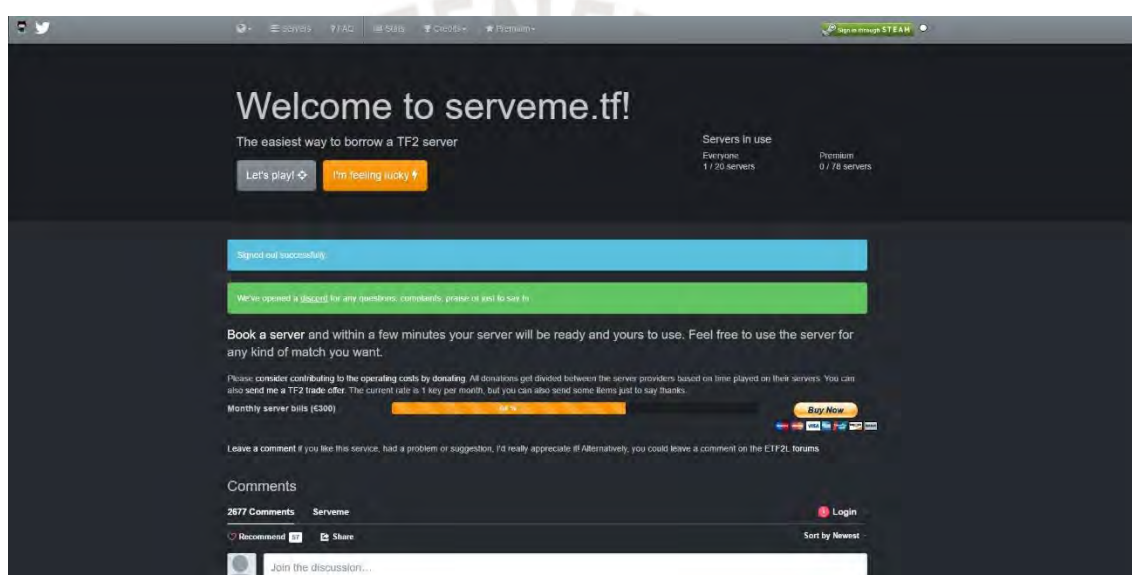 Servers FAQ Stats Credits Premium
Sign in through STEAM
Welcome to serveme.tf!
The easiest way to borrow a TF2 server
Let's play!
I'm feeling lucky
Servers in use
Everyone
1 / 20 servers
Premium
0 / 78 servers
Signed out successfully.
We've opened a discord for any questions, complaints, praise or just to say hi
Book a server and within a few minutes your server will be ready and yours to use. Feel free to use the server for
any kind of match you want.
Please consider contributing to the operating costs by donating. All donations get divided between the server providers based on time played on their servers. You can
also send me a TF2 trade offer. The current rate is 1 key per month, but you can also send some items just to say thanks.
Monthly server bills (€300)
Buy Now
Leave a comment if you like this service, had a problem or suggestion, I'd really appreciate it! Alternatively, you could leave a comment on the ETF2L forums
Comments
2677 Comments Serveme
Login
Recommend 57 Share
Sort by Newest
Join the discussion...